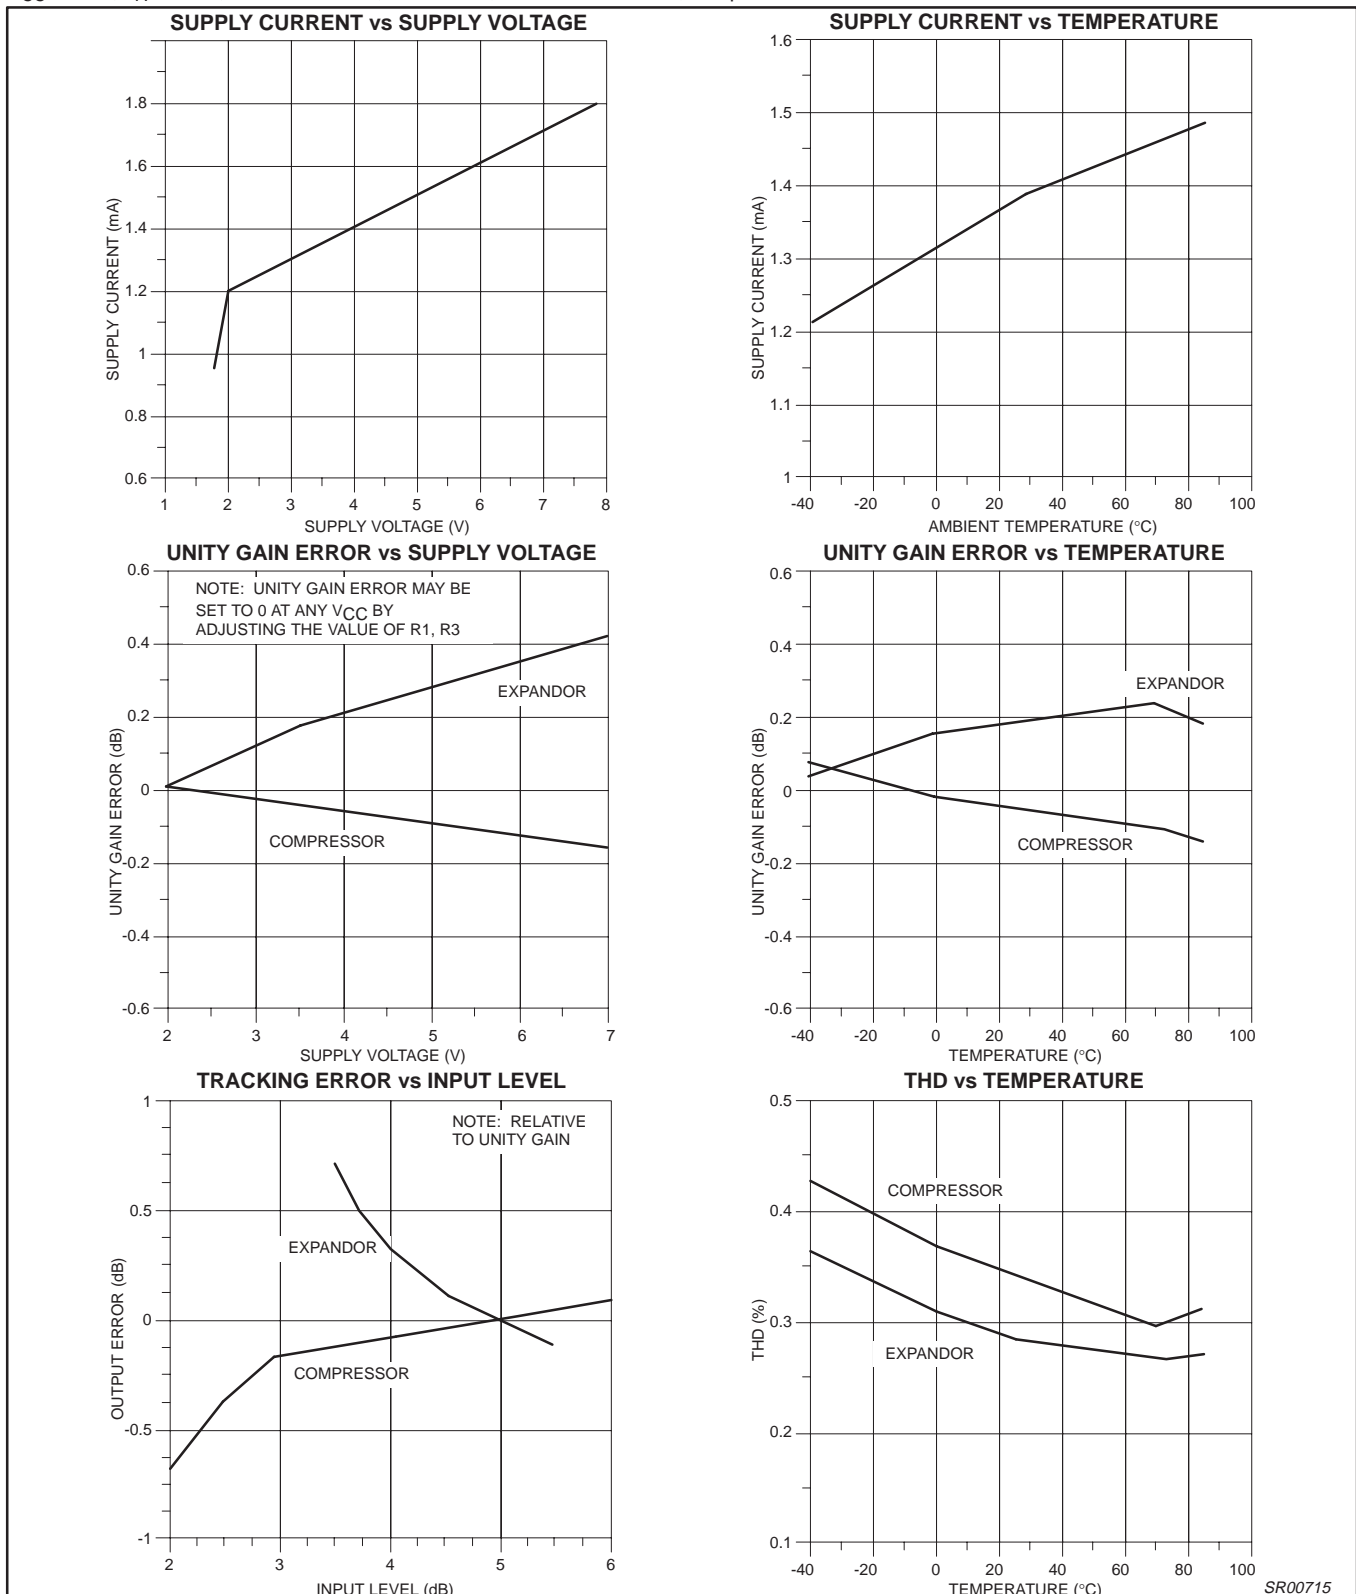 SUPPLY CURRENT vs SUPPLY VOLTAGE
1.8
1.6
1.4
1.2
1
0.8
0.6
SUPPLY CURRENT (mA)
1 2 3 4 5 6 7 8
SUPPLY VOLTAGE (V)
SUPPLY CURRENT vs TEMPERATURE
1.6
1.5
1.4
1.3
1.2
1.1
1
SUPPLY CURRENT (mA)
-40 -20 0 20 40 60 80 100
AMBIENT TEMPERATURE (°C)
UNITY GAIN ERROR vs SUPPLY VOLTAGE
0.6
NOTE: UNITY GAIN ERROR MAY BE
SET TO 0 AT ANY VCC BY
ADJUSTING THE VALUE OF R1, R3
0.4
EXPANDOR
0.2
0
COMPRESSOR
-0.2
-0.4
-0.6
UNITY GAIN ERROR (dB)
2 3 4 5 6 7
SUPPLY VOLTAGE (V)
UNITY GAIN ERROR vs TEMPERATURE
0.6
0.4
EXPANDOR
0.2
0
COMPRESSOR
-0.2
-0.4
-0.6
UNITY GAIN ERROR (dB)
-40 -20 0 20 40 60 80 100
TEMPERATURE (°C)
TRACKING ERROR vs INPUT LEVEL
1
NOTE: RELATIVE
TO UNITY GAIN
0.5
EXPANDOR
0
COMPRESSOR
-0.5
-1
OUTPUT ERROR (dB)
2 3 4 5 6
INPUT LEVEL (dB)
THD vs TEMPERATURE
0.5
COMPRESSOR
0.4
0.3
EXPANDOR
0.2
0.1
THD (%)
-40 -20 0 20 40 60 80 100
TEMPERATURE (°C)
SR00715